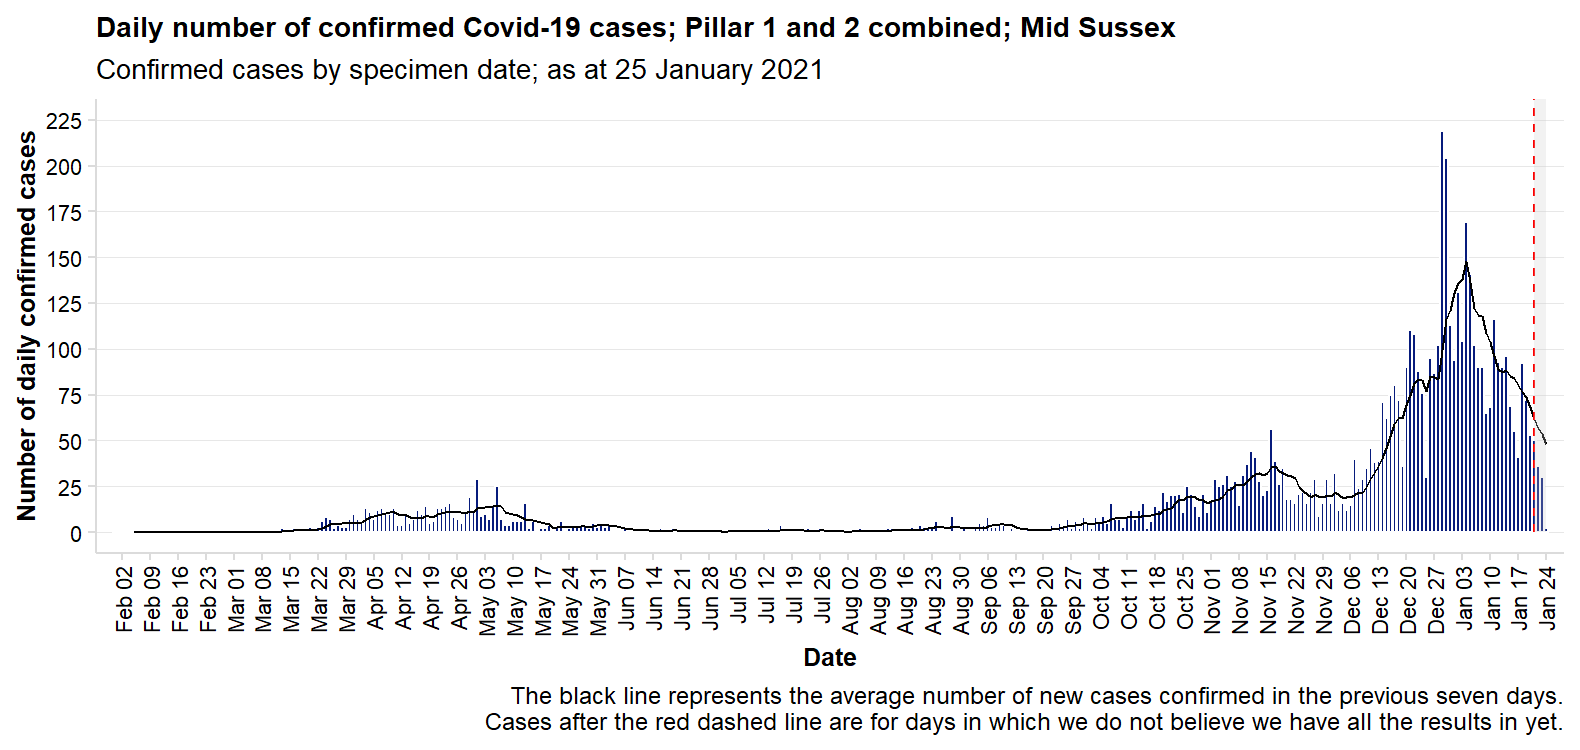 Daily number of confirmed Covid-19 cases; Pillar 1 and 2 combined; Mid Sussex
Confirmed cases by specimen date; as at 25 January 2021
Number of daily confirmed cases
225
200
175
150
125
100
75
50
25
0
Feb 02
Feb 09
Feb 16
Feb 23
Mar 01
Mar 08
Mar 15
Mar 22
Mar 29
Apr 05
Apr 12
Apr 19
Apr 26
May 03
May 10
May 17
May 24
May 31
Jun 07
Jun 14
Jun 21
Jun 28
Jul 05
Jul 12
Jul 19
Jul 26
Aug 02
Aug 09
Aug 16
Aug 23
Aug 30
Sep 06
Sep 13
Sep 20
Sep 27
Oct 04
Oct 11
Oct 18
Oct 25
Nov 01
Nov 08
Nov 15
Nov 22
Nov 29
Dec 06
Dec 13
Dec 20
Dec 27
Jan 03
Jan 10
Jan 17
Jan 24
Date
The black line represents the average number of new cases confirmed in the previous seven days.
Cases after the red dashed line are for days in which we do not believe we have all the results in yet.